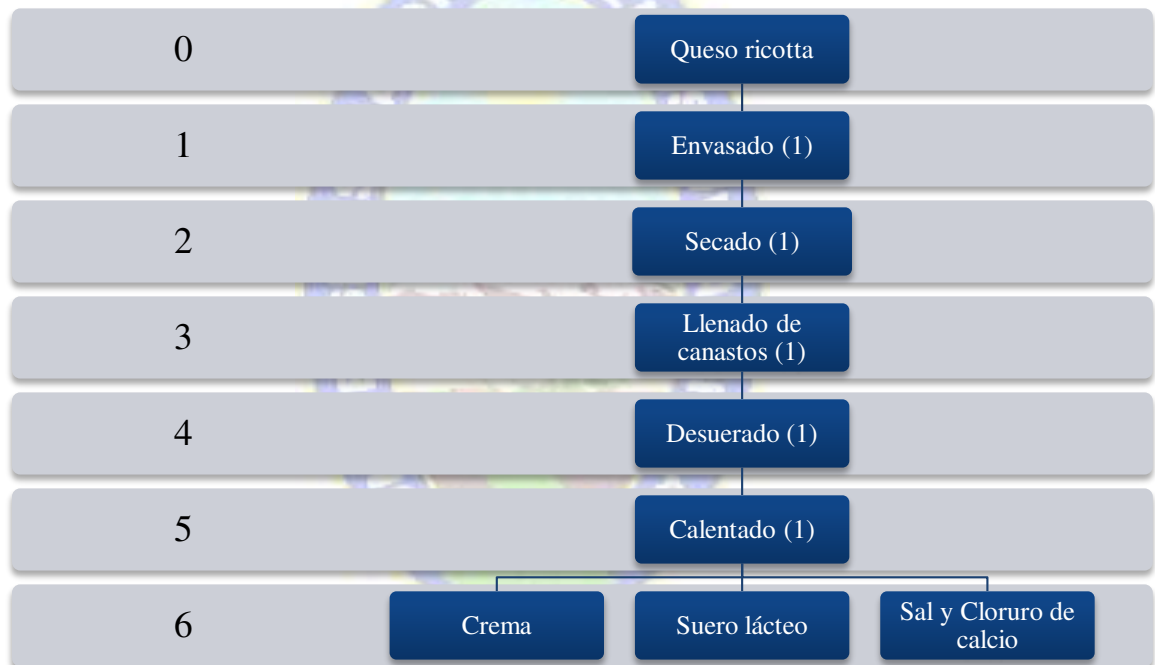 0
Queso ricotta
1
Envasado (1)
2
Secado (1)
3
Llenado de
canastos (1)
4
Desuerado (1)
5
Calentado (1)
6
Crema
Suero lácteo
Sal y Cloruro de
calcio